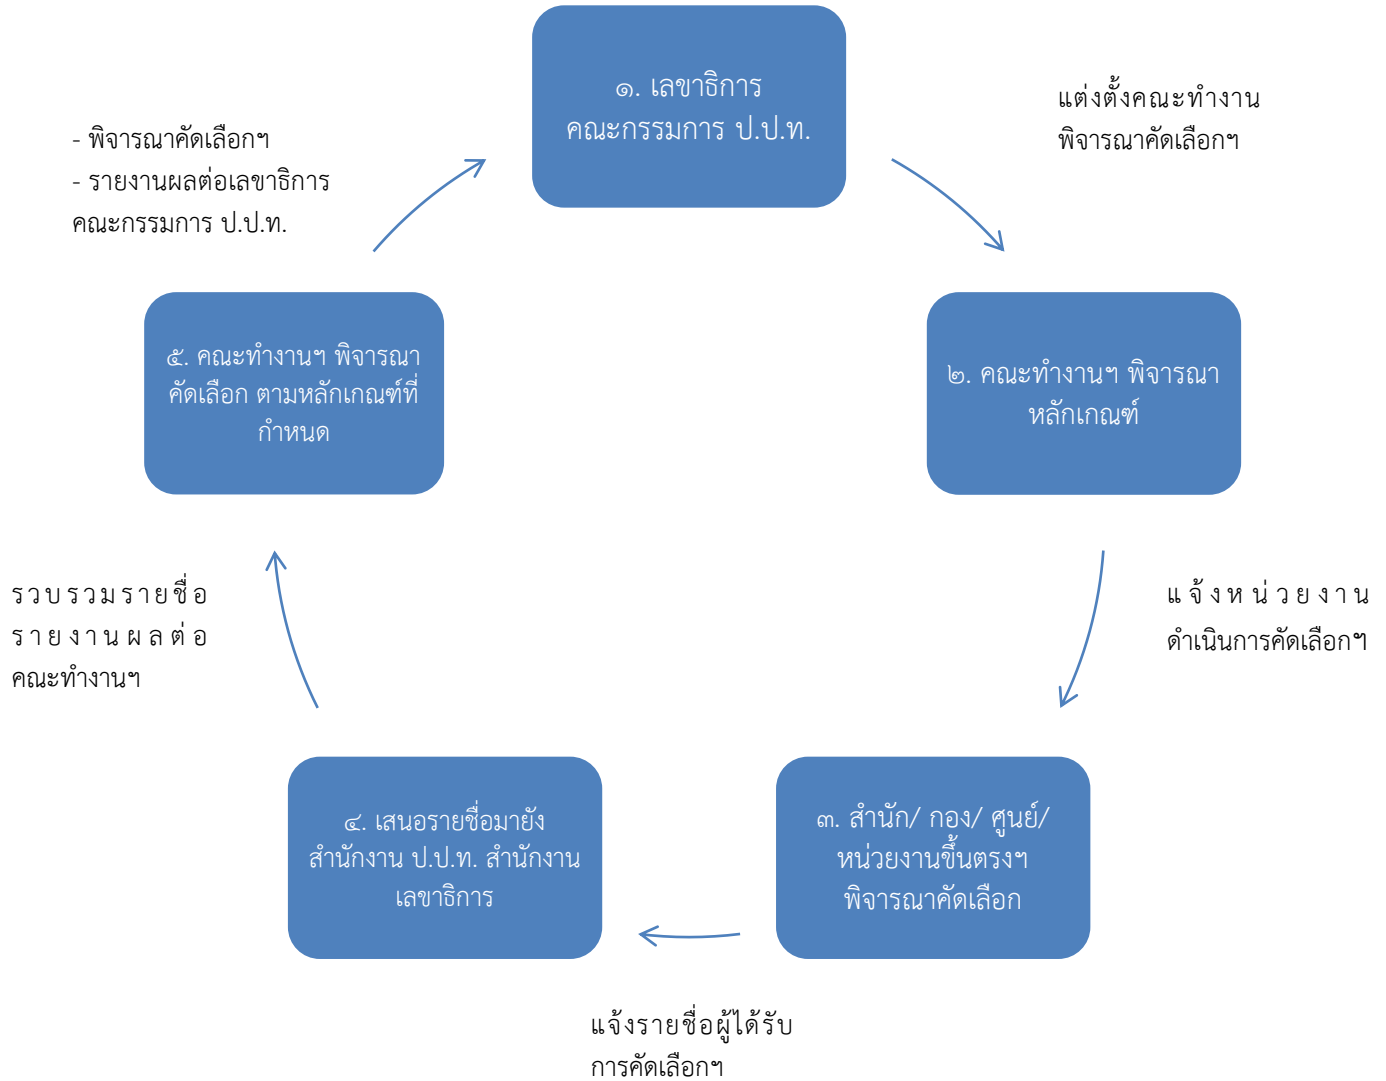 ๑. เลขาธิการ
คณะกรรมการ ป.ป.ท.
แต่งตั้งคณะทำงาน
พิจารณาคัดเลือกฯ
๒. คณะทำงานฯ พิจารณา
หลักเกณฑ์
แจ้งหน่วยงาน
ดำเนินการคัดเลือกฯ
๓. สำนัก/ กอง/ ศูนย์/
หน่วยงานขึ้นตรงฯ
พิจารณาคัดเลือก
แจ้งรายชื่อผู้ได้รับ
การคัดเลือกฯ
๔. เสนอรายชื่อมายัง
สำนักงาน ป.ป.ท. สำนักงาน
เลขาธิการ
รวบรวมรายชื่อ
รายงานผลต่อ
คณะทำงานฯ
๕. คณะทำงานฯ พิจารณา
คัดเลือก ตามหลักเกณฑ์ที่
กำหนด
- พิจารณาคัดเลือกฯ
- รายงานผลต่อเลขาธิการ
คณะกรรมการ ป.ป.ท.